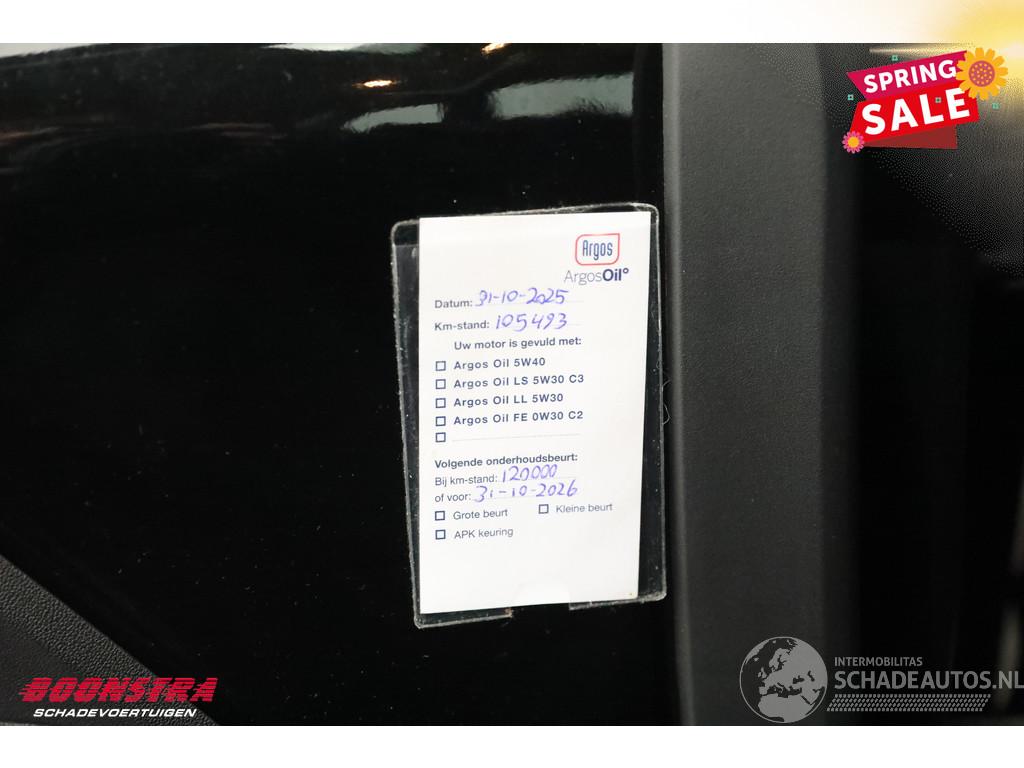 SPRING
SALE
Argos
ArgosOil°
Datum: 31-10-2025
Km-stand: 105493
Uw motor is gevuld met:
Argos Oil 5W40
Argos Oil LS 5W30 C3
Argos Oil LL 5W30
Argos Oil FE 0W30 C2
Volgende onderhoudsbeurt:
Bij km-stand: 120000
of voor: 31-10-2026
Grote beurt Kleine beurt
APK keuring
BOONSTRA
SCHADEVOERTUIGEN
INTERMOBILITAS
SCHADEAUTOS.NL